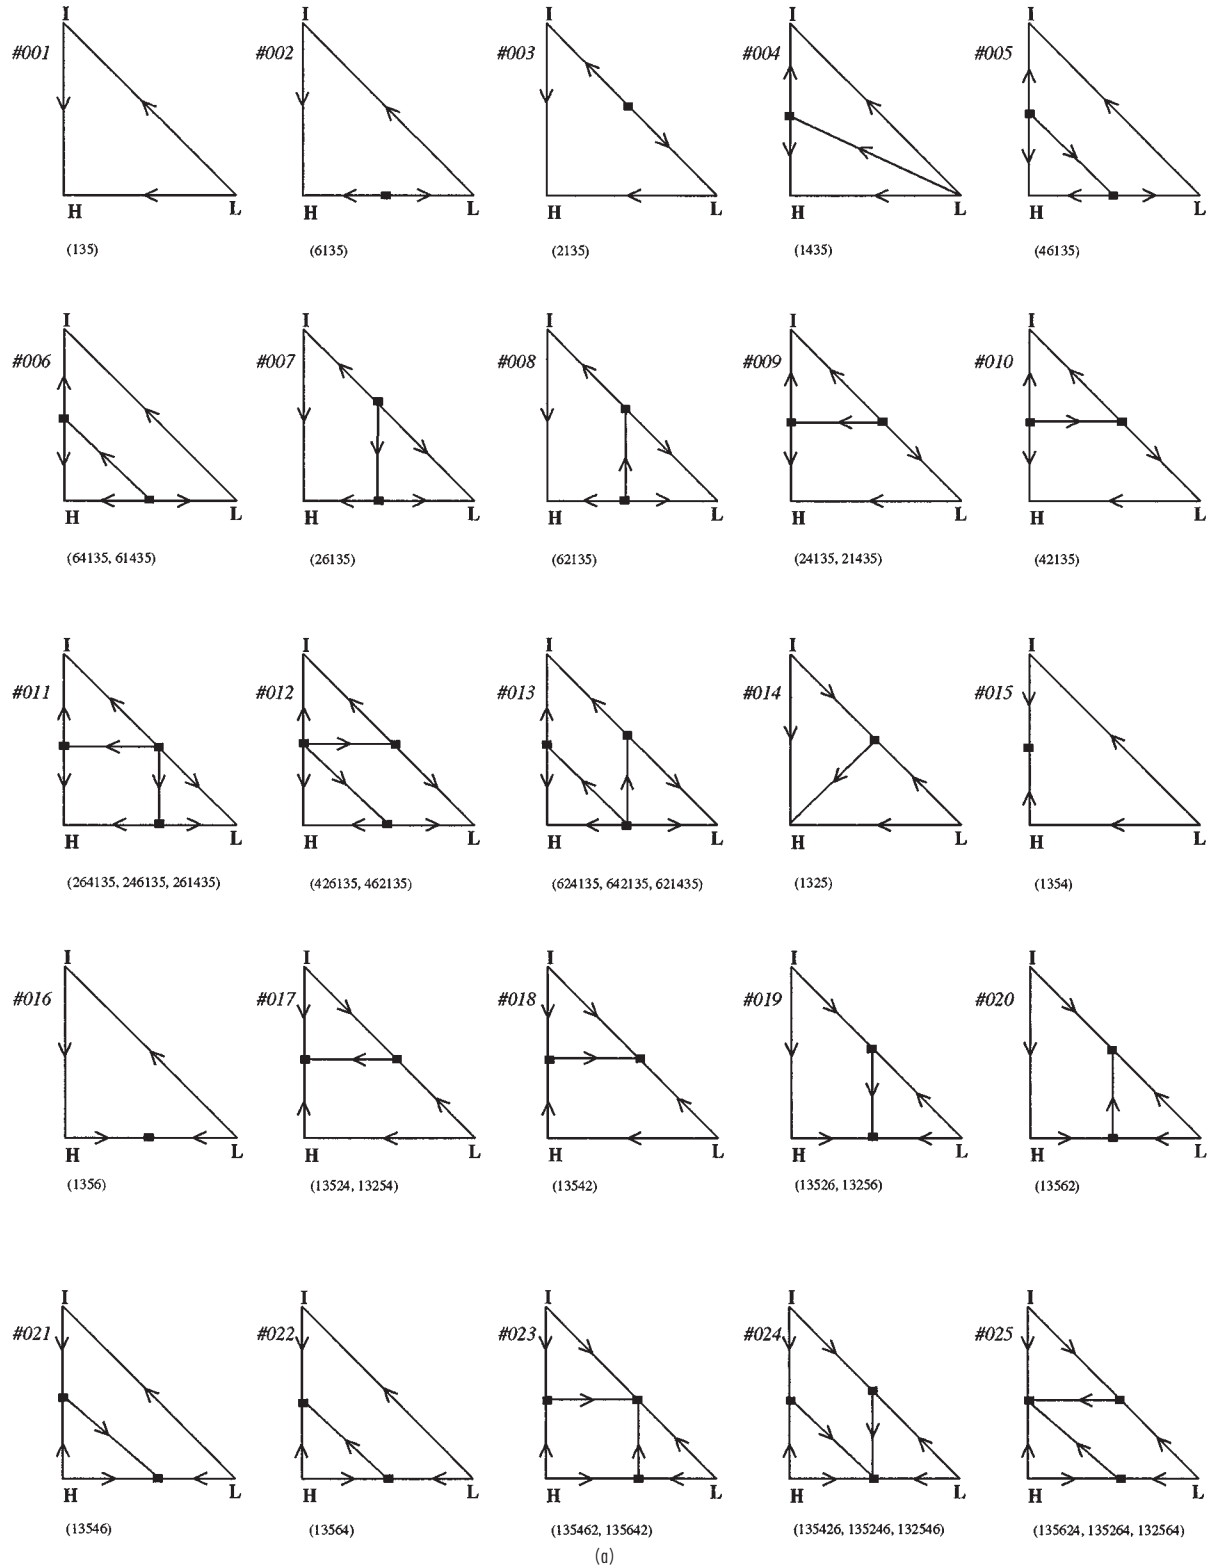 I I I I I
#001 #002 #003 #004 #005
H L H L H L H L H L
(135) (6135) (2135) (1435) (46135)
I I I I I
#006 #007 #008 #009 #010
H L H L H L H L H L
(64135, 61435) (26135) (62135) (24135, 21435) (42135)
I I I I I
#011 #012 #013 #014 #015
H L H L H L H L H L
(264135, 246135, 261435) (426135, 462135) (624135, 642135, 621435) (1325) (1354)
I I I I I
#016 #017 #018 #019 #020
H L H L H L H L H L
(1356) (13524, 13254) (13542) (13526, 13256) (13562)
I I I I I
#021 #022 #023 #024 #025
H L H L H L H L H L
(13546) (13564) (135462, 135642) (135426, 135246, 132546) (135624, 135264, 132564)
(a)